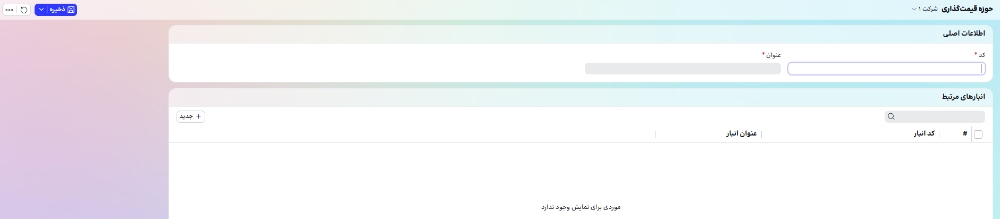 حوزه قیمت‌گذاری شرکت ۱
ذخیره
اطلاعات اصلی
کد *
عنوان *
انبارهای مرتبط
+ جدید
# کد انبار عنوان انبار
موردی برای نمایش وجود ندارد